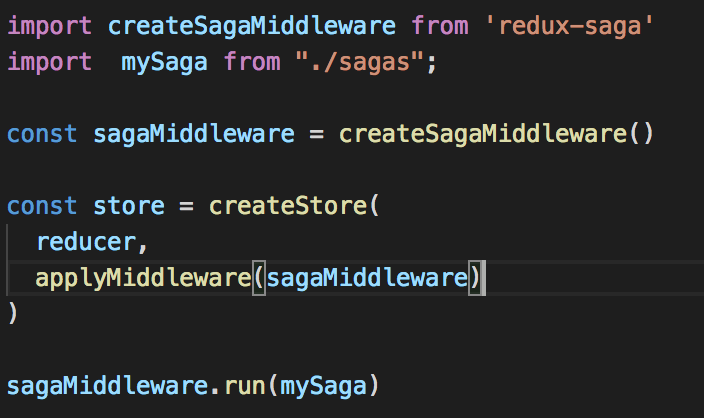 import createSagaMiddleware from 'redux-saga'
import  mySaga from "./sagas";
const sagaMiddleware = createSagaMiddleware()
const store = createStore(
  reducer,
  applyMiddleware(sagaMiddleware)
)
sagaMiddleware.run(mySaga)